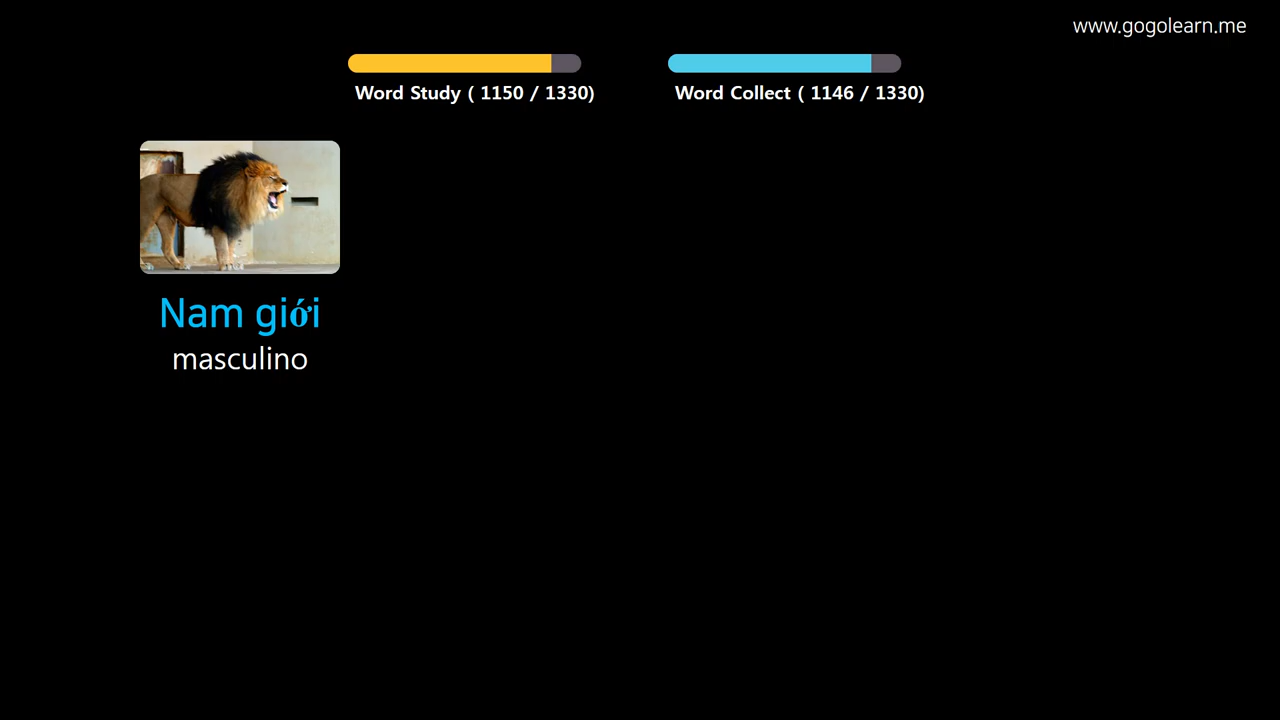 www.gogolearn.me
Word Study ( 1150 / 1330)
Word Collect ( 1146 / 1330)
Nam giới
masculino